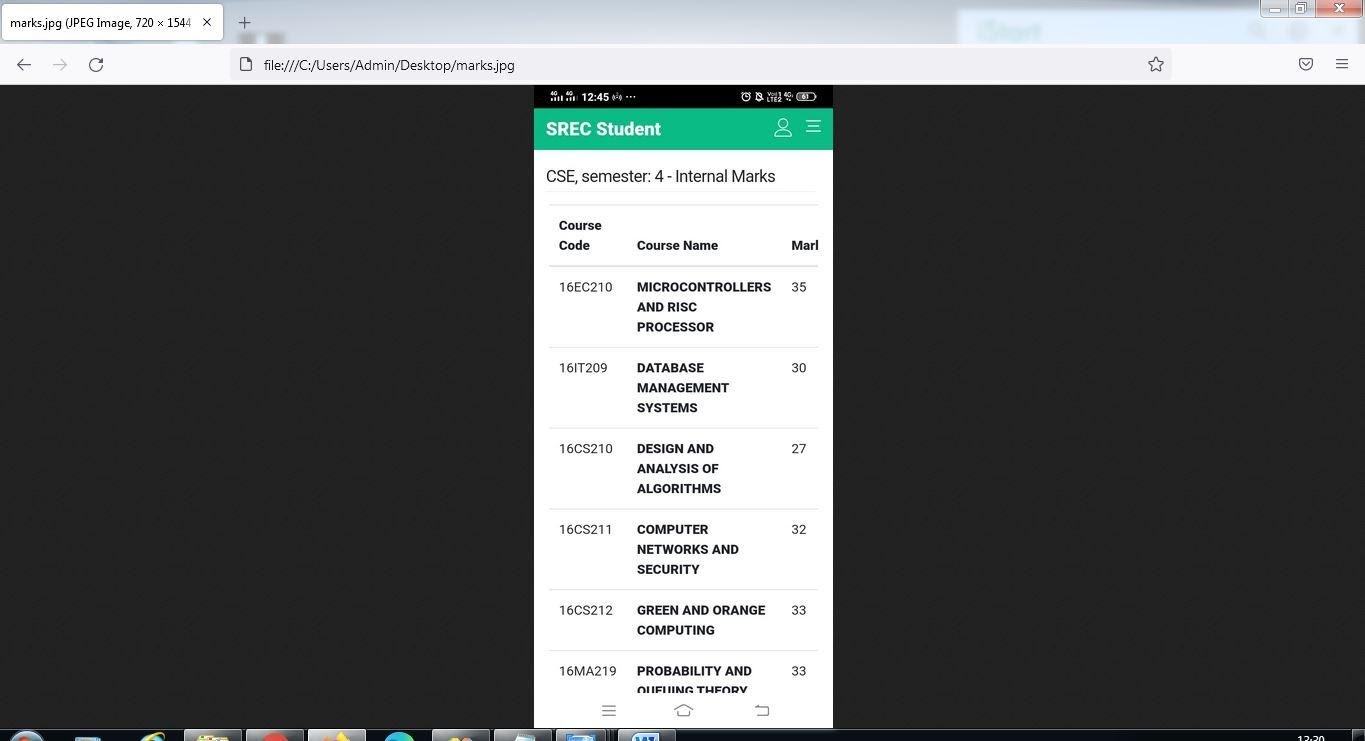 marks.jpg (JPEG Image, 720 × 1544
file:///C:/Users/Admin/Desktop/marks.jpg
12:45
SREC Student
CSE, semester: 4 - Internal Marks
Course
Code Course Name Mark
16EC210 MICROCONTROLLERS 35
AND RISC
PROCESSOR
16IT209 DATABASE 30
MANAGEMENT
SYSTEMS
16CS210 DESIGN AND 27
ANALYSIS OF
ALGORITHMS
16CS211 COMPUTER 32
NETWORKS AND
SECURITY
16CS212 GREEN AND ORANGE 33
COMPUTING
16MA219 PROBABILITY AND 33
QUEUING THEORY